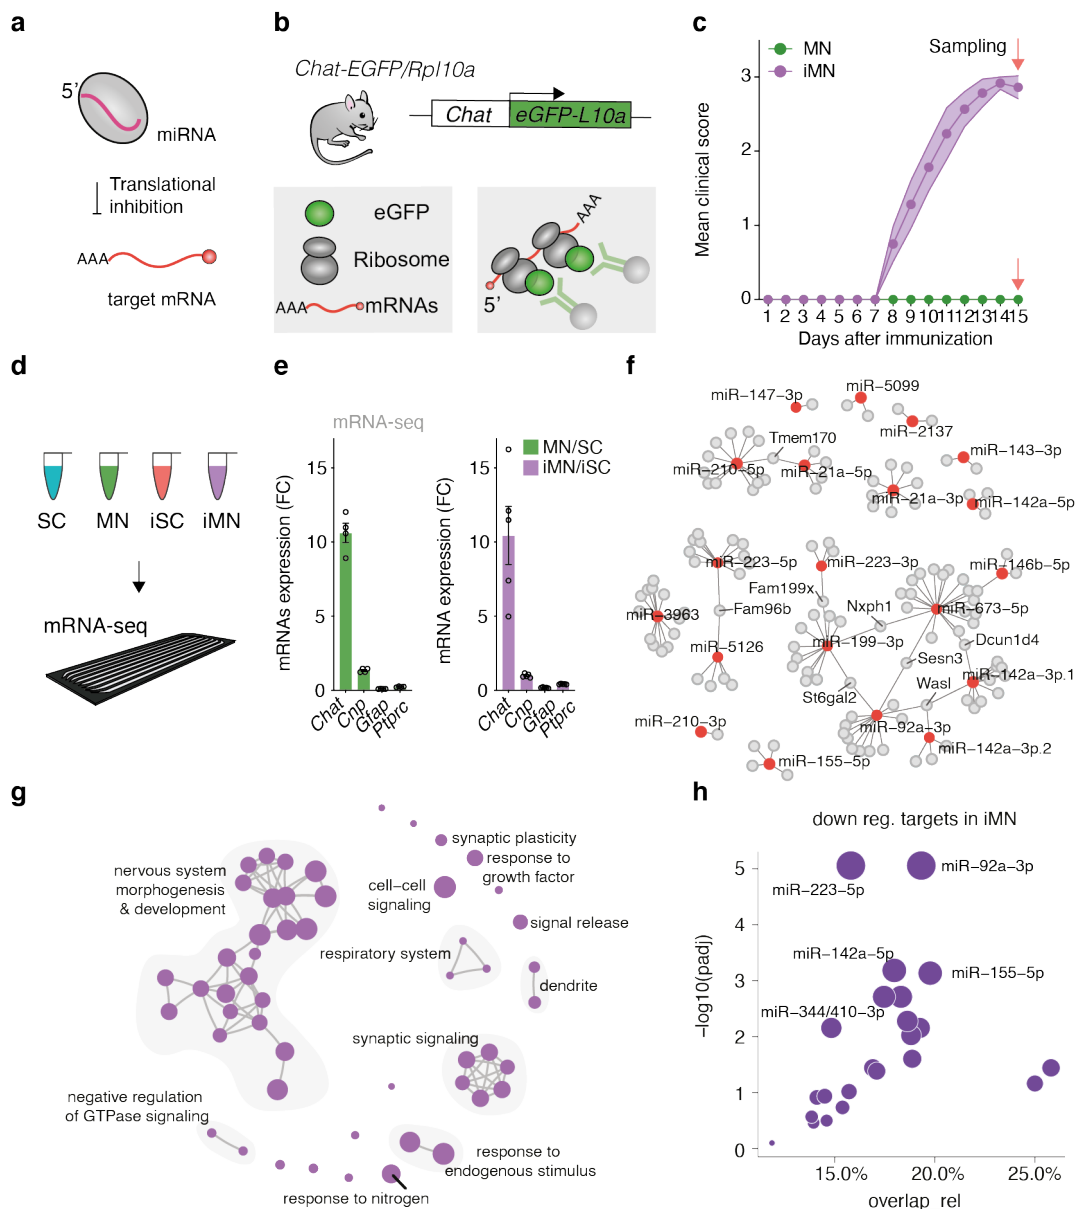 a
5’
miRNA
Translational
inhibition
AAA
target mRNA
b
Chat-EGFP/Rpl10a
Chat
eGFP-L10a
eGFP
Ribosome
AAA
mRNAs
AAA
5’
c
MN
iMN
Sampling
Mean clinical score
3
2
1
0
1 2 3 4 5 6 7 8 9 10 11 12 13 14 15
Days after immunization
d
SC MN iSC iMN
mRNA-seq
e
mRNA-seq
mRNAs expression (FC)
15
10
5
0
Chat
Cnp
Gfap
Ptprc
MN/SC
iMN/iSC
mRNA expression (FC)
15
10
5
0
Chat
Cnp
Gfap
Ptprc
f
miR−5099
miR−147−3p
miR−2137
Tmem170
miR−143−3p
miR−210−5p
miR−21a−5p
miR−21a−3p
miR−142a−5p
miR−223−5p
miR−223−3p
miR−146b−5p
Fam199x
miR−3963
Fam96b
Nxph1
miR−673−5p
miR−5126
miR−199−3p
Dcun1d4
Sesn3
miR−142a−3p.1
St6gal2
Wasl
miR−210−3p
miR−92a−3p
miR−142a−3p.2
miR−155−5p
g
synaptic plasticity
response to
growth factor
nervous system
morphogenesis
& development
cell−cell
signaling
signal release
respiratory system
dendrite
synaptic signaling
negative regulation
of GTPase signaling
response to
endogenous stimulus
response to nitrogen
h
down reg. targets in iMN
−log10(padj)
5
4
3
2
1
0
miR−92a−3p
miR−223−5p
miR−142a−5p
miR−155−5p
miR−344/410−3p
15.0% 20.0% 25.0%
overlap_rel